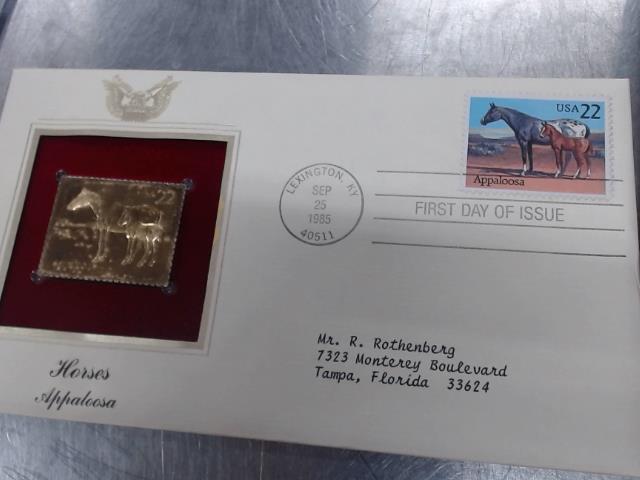 USA 22
Appaloosa
LEXINGTON, KY
SEP
25
1985
40511
FIRST DAY OF ISSUE
22
Horses
Appaloosa
Mr. R. Rothenberg
7323 Monterey Boulevard
Tampa, Florida 33624